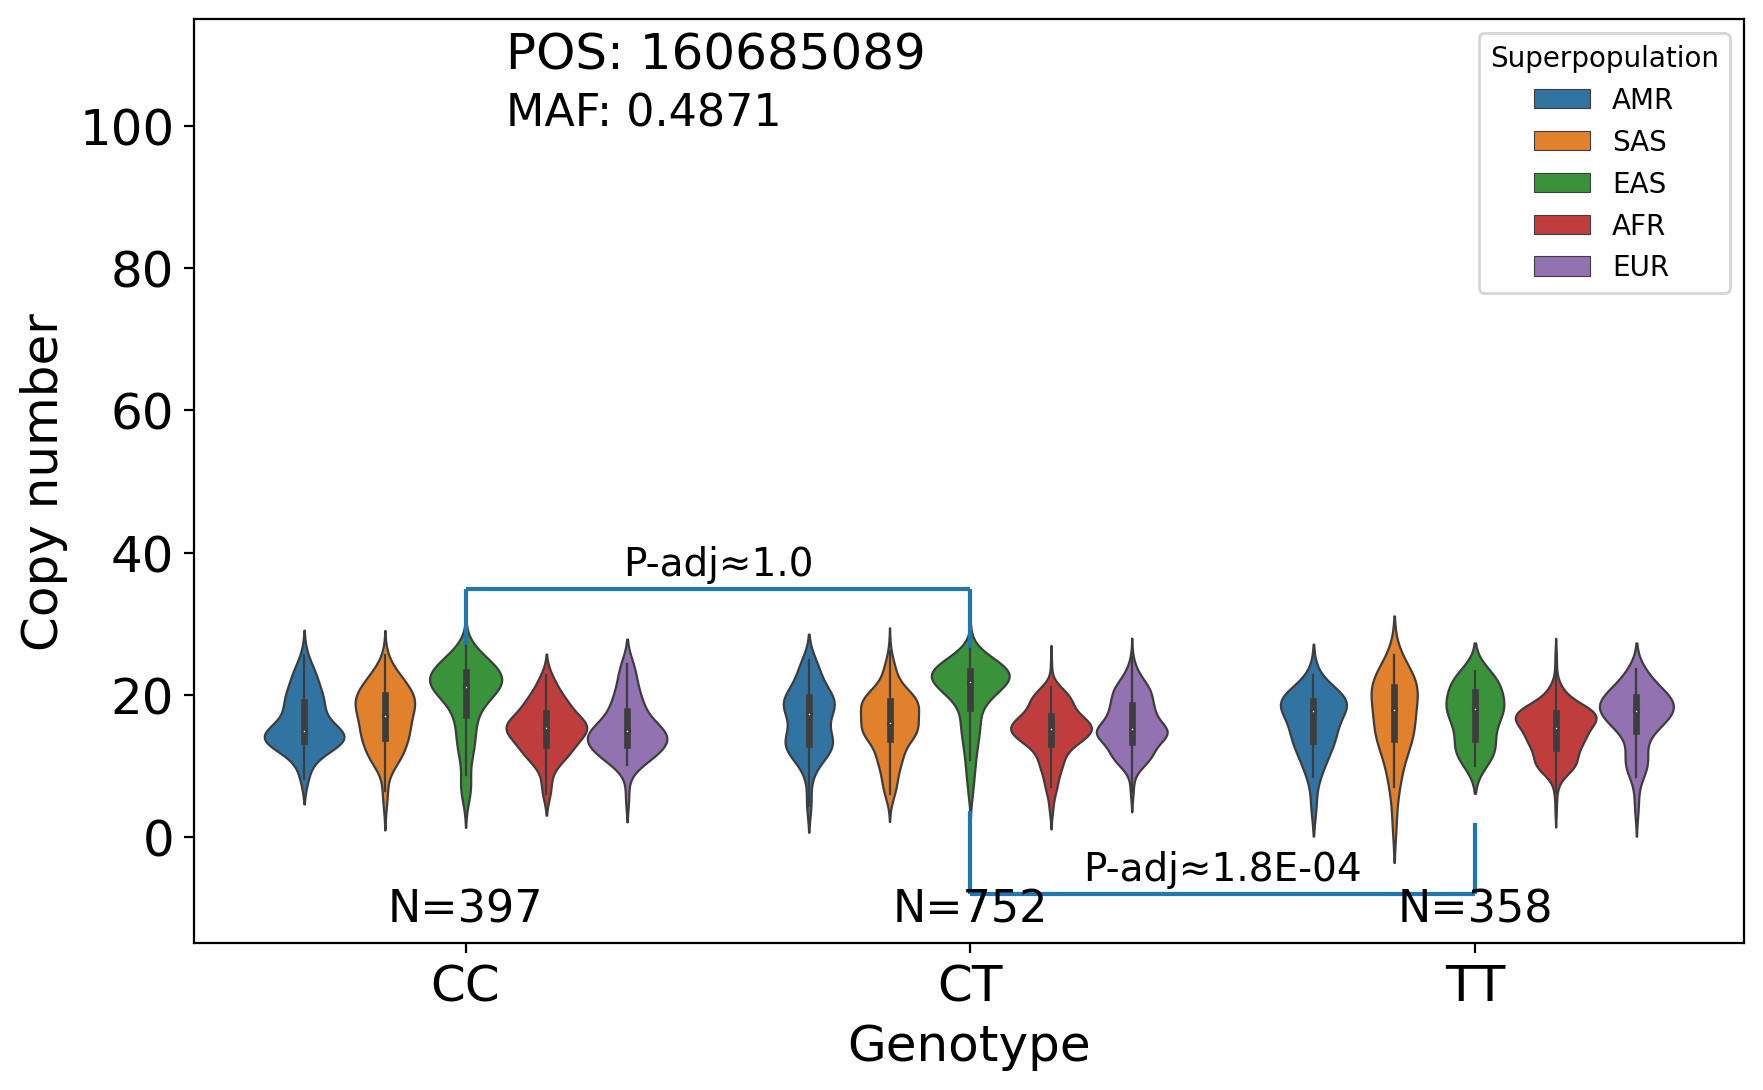 POS: 160685089
MAF: 0.4871
Superpopulation
AMR
SAS
EAS
AFR
EUR
Copy number
100
80
60
40
20
0
P-adj≈1.0
P-adj≈1.8E-04
N=397
N=752
N=358
CC
CT
TT
Genotype